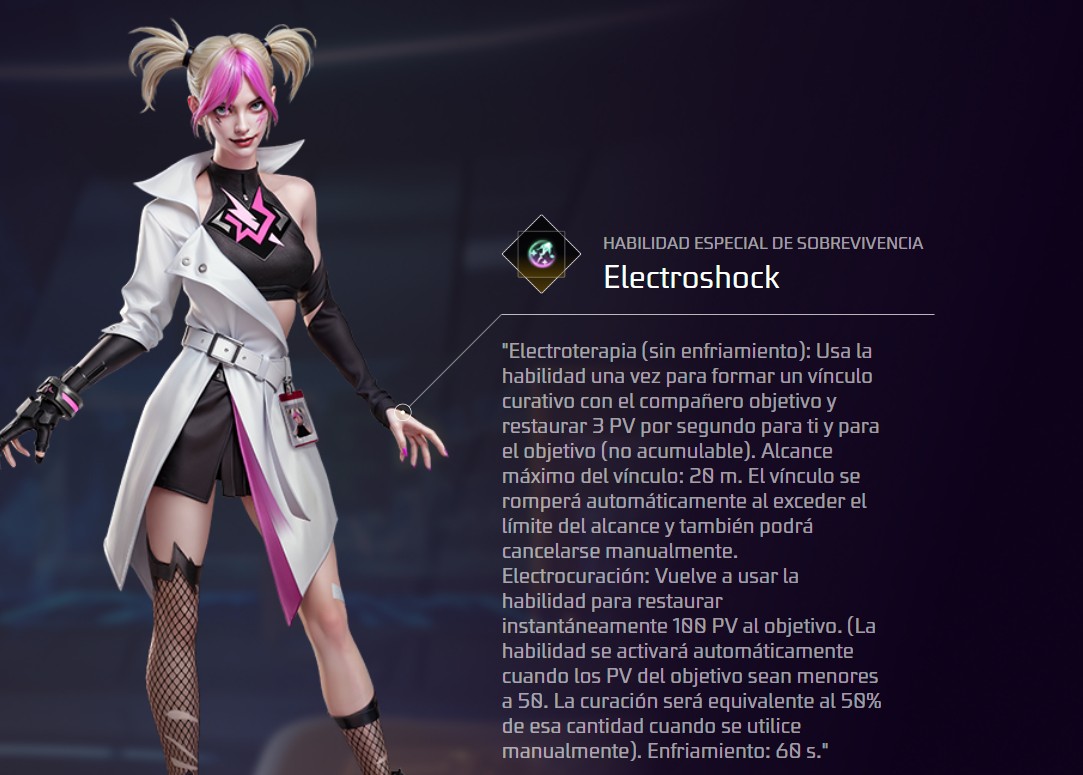 HABILIDAD ESPECIAL DE SOBREVIVENCIA
Electroshock
"Electroterapia (sin enfriamiento): Usa la
habilidad una vez para formar un vínculo
curativo con el compañero objetivo y
restaurar 3 PV por segundo para ti y para
el objetivo (no acumulable). Alcance
máximo del vínculo: 20 m. El vínculo se
romperá automáticamente al exceder el
límite del alcance y también podrá
cancelarse manualmente.
Electrocuración: Vuelve a usar la
habilidad para restaurar
instantáneamente 100 PV al objetivo. (La
habilidad se activará automáticamente
cuando los PV del objetivo sean menores
a 50. La curación será equivalente al 50%
de esa cantidad cuando se utilice
manualmente). Enfriamiento: 60 s."